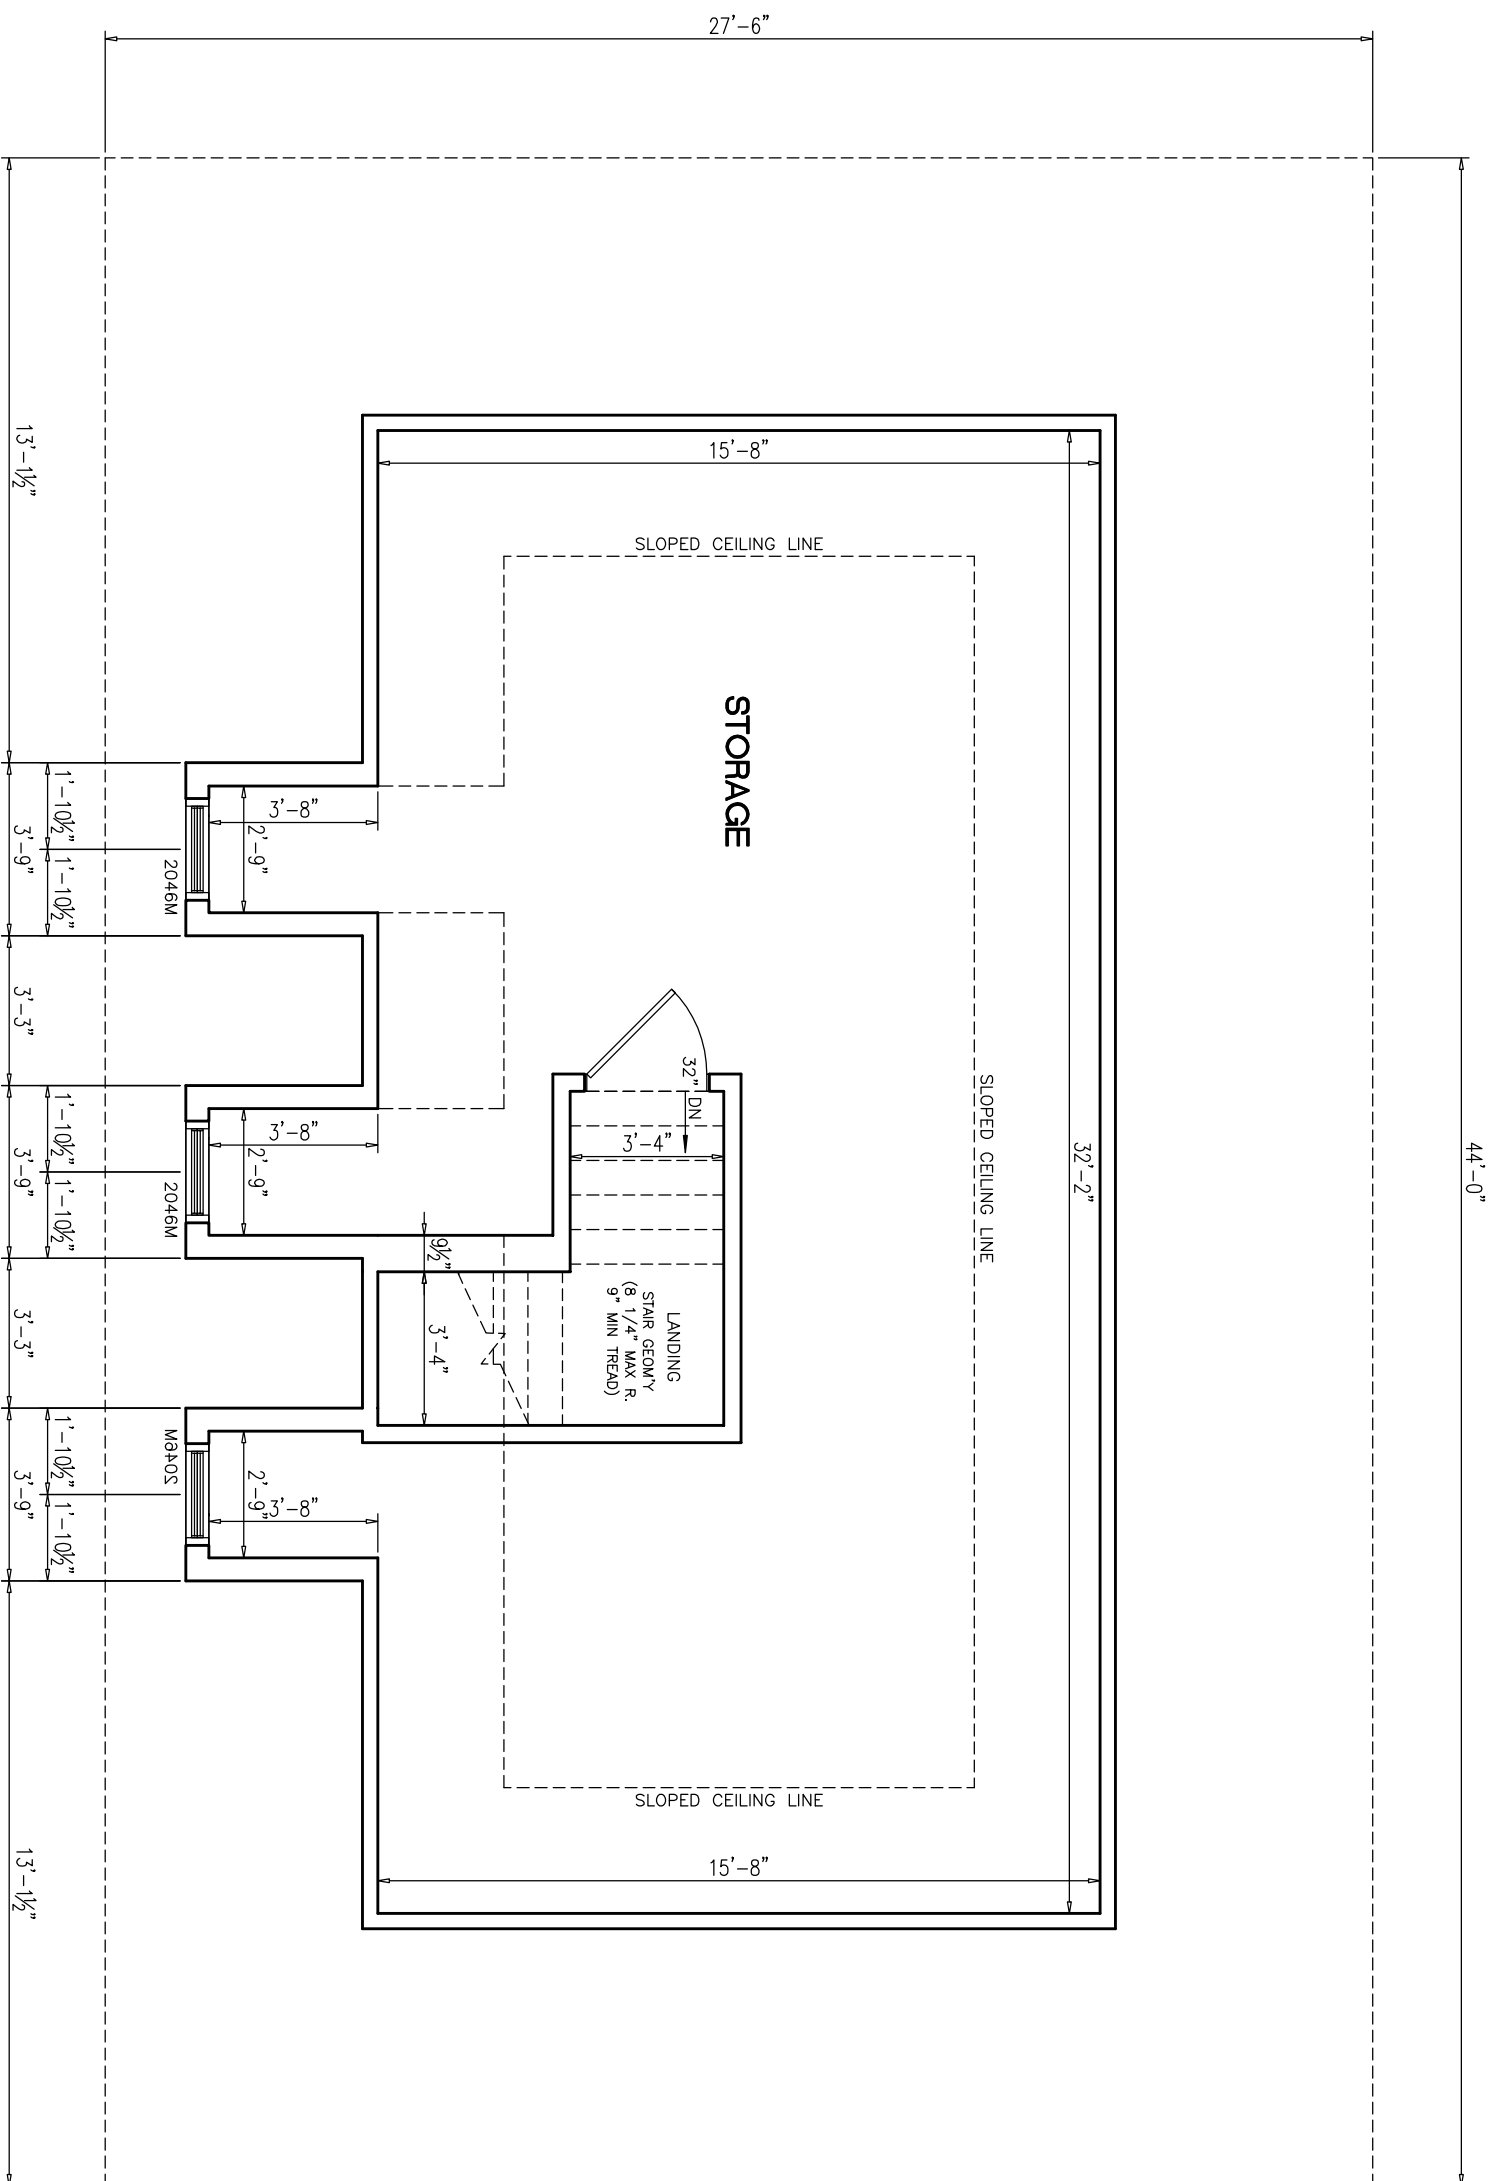 27'-6"
44'-0"
32'-2"
15'-8"
15'-8"
SLOPED CEILING LINE
SLOPED CEILING LINE
SLOPED CEILING LINE
STORAGE
32"
DN
3'-4"
LANDING
STAIR GEOM'Y
(8 1/4" MAX R.
9" MIN TREAD)
9½"
3'-4"
3'-8"
2'-9"
3'-8"
2'-9"
3'-8"
2'-9"
2046M
2046M
2046M
1'-10½"
1'-10½"
1'-10½"
1'-10½"
1'-10½"
1'-10½"
13'-1½"
3'-9"
3'-3"
3'-9"
3'-3"
3'-9"
13'-1½"